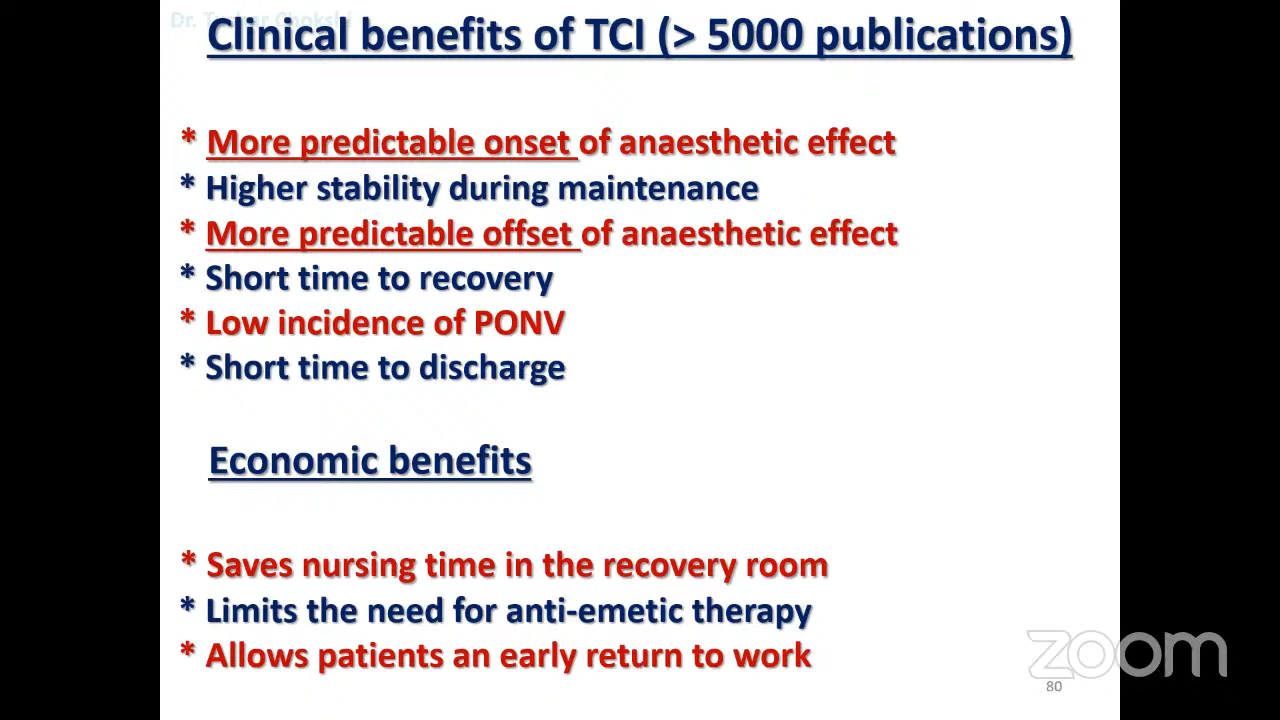 Clinical benefits of TCI (> 5000 publications)
* More predictable onset of anaesthetic effect
* Higher stability during maintenance
* More predictable offset of anaesthetic effect
* Short time to recovery
* Low incidence of PONV
* Short time to discharge
Economic benefits
* Saves nursing time in the recovery room
* Limits the need for anti-emetic therapy
* Allows patients an early return to work
zoom
80